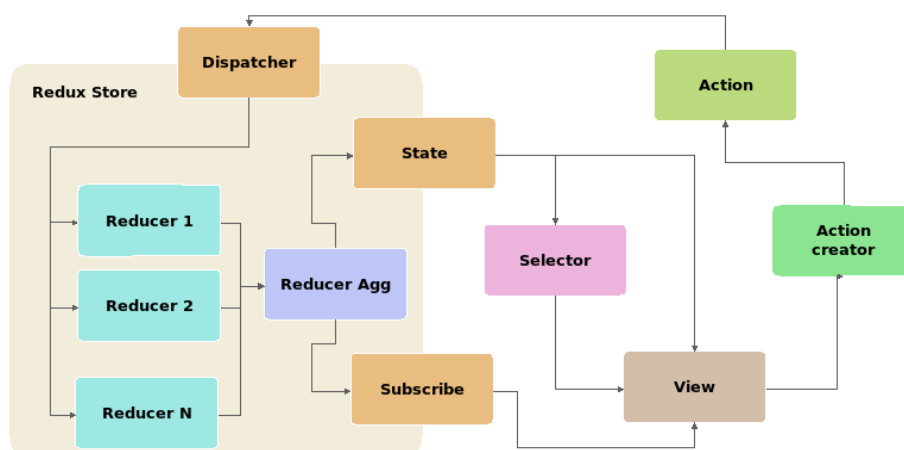 Dispatcher
Redux Store
Action
State
Reducer 1
Action
creator
Selector
Reducer Agg
Reducer 2
Subscribe
View
Reducer N